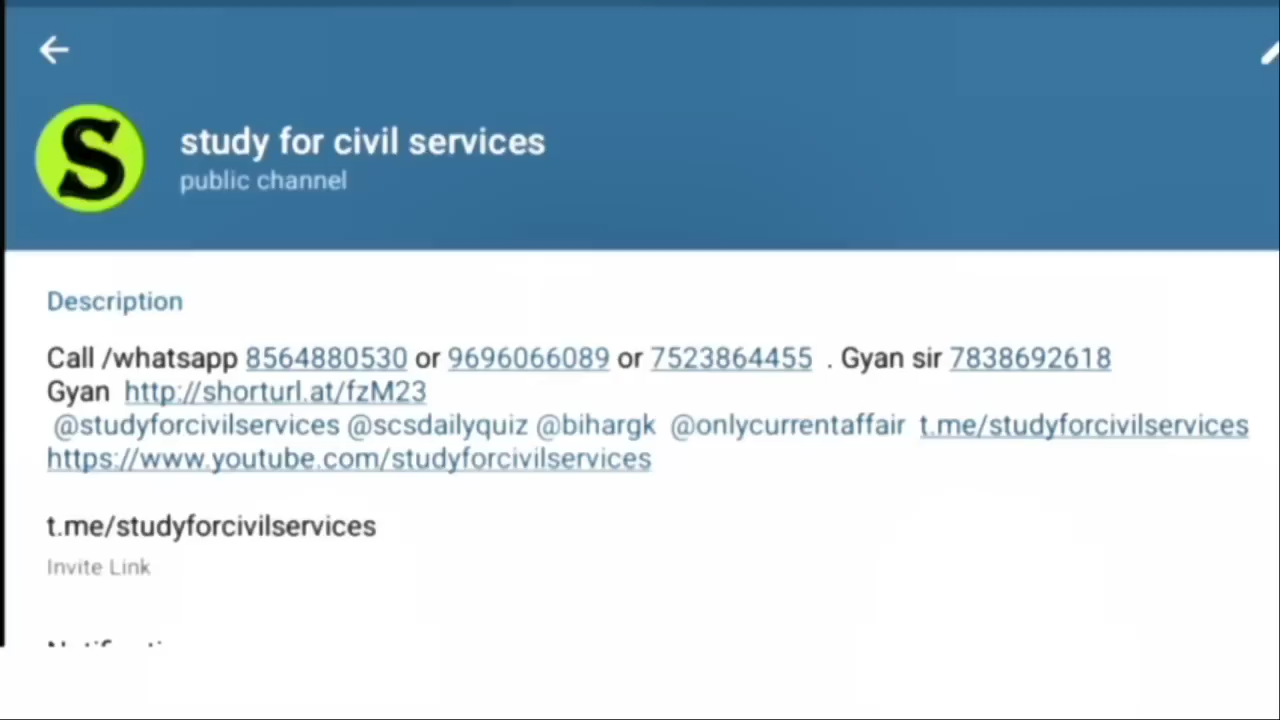 S
study for civil services
public channel
Description
Call /whatsapp 8564880530 or 9696066089 or 7523864455 . Gyan sir 7838692618
Gyan http://shorturl.at/fzM23
@studyforcivilservices @scsdailyquiz @bihargk @onlycurrentaffair t.me/studyforcivilservices
https://www.youtube.com/studyforcivilservices
t.me/studyforcivilservices
Invite Link